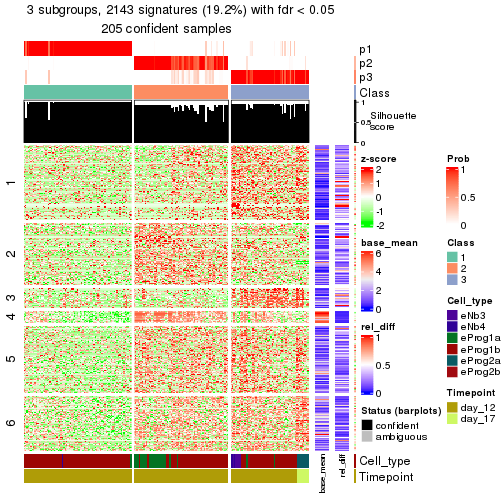 3 subgroups, 2143 signatures (19.2%) with fdr < 0.05
205 confident samples
p1
p2
p3
Class
1
0.5
0
Silhouette
score
1
2
3
4
5
6
z-score
2
1
0
-1
-2
base_mean
6
4
2
0
rel_diff
1
0.5
0
Status (barplots)
confident
ambiguous
Prob
1
0.5
0
Class
1
2
3
Cell_type
eNb3
eNb4
eProg1a
eProg1b
eProg2a
eProg2b
Timepoint
day_12
day_17
base_mean
rel_diff
Cell_type
Timepoint